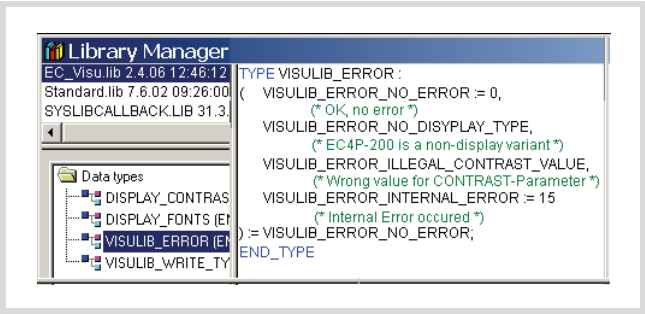 Library Manager
EC_Visu.lib 2.4.06 12:46:12
Standard.lib 7.6.02 09:26:00
SYSLIBCALLBACK.LIB 31.3.
Data types
DISPLAY_CONTRAS
DISPLAY_FONTS (EN
VISULIB_ERROR (EN
VISULIB_WRITE_TY
TYPE VISULIB_ERROR :
( VISULIB_ERROR_NO_ERROR := 0,
(* OK, no error *)
VISULIB_ERROR_NO_DISYPLAY_TYPE,
(* EC4P-200 is a non-display variant *)
VISULIB_ERROR_ILLEGAL_CONTRAST_VALUE,
(* Wrong value for CONTRAST-Parameter *)
VISULIB_ERROR_INTERNAL_ERROR := 15
(* Internal Error occured *)
) := VISULIB_ERROR_NO_ERROR;
END_TYPE